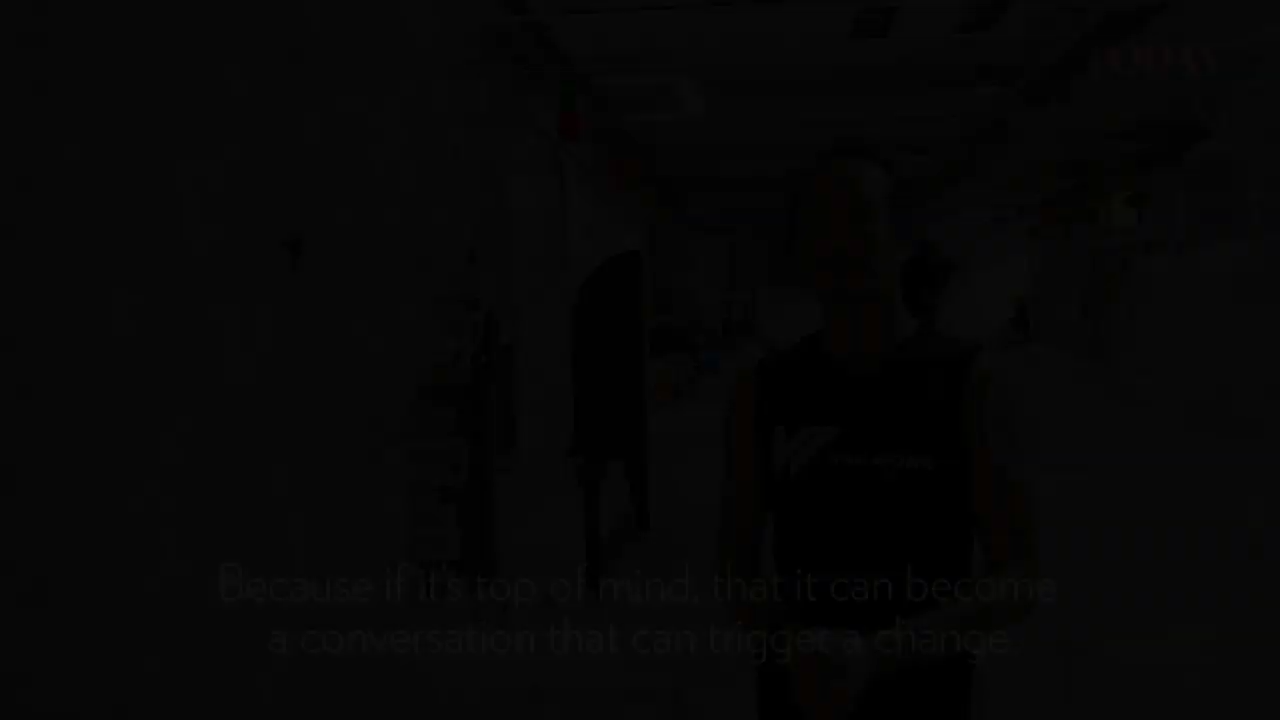 Because if it's top of mind, that it can become
a conversation that can trigger a change.